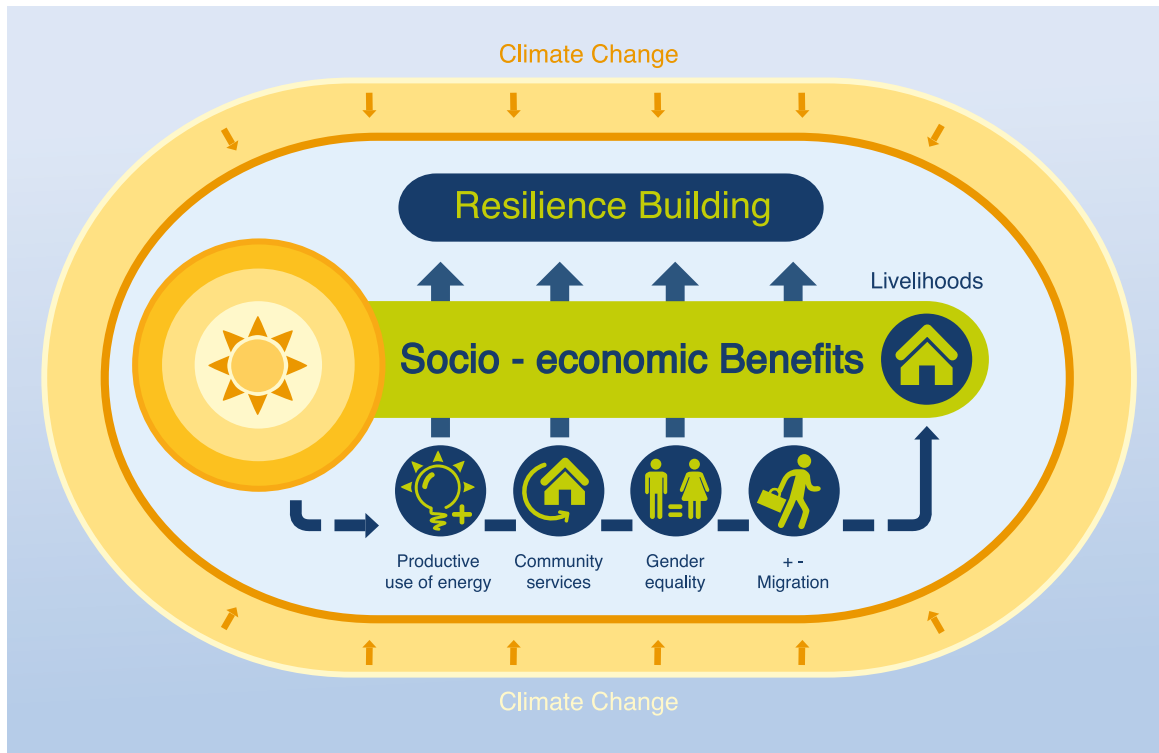 Climate Change
Resilience Building
Livelihoods
Socio - economic Benefits
Productive
use of energy
Community
services
Gender
equality
+ -
Migration
Climate Change